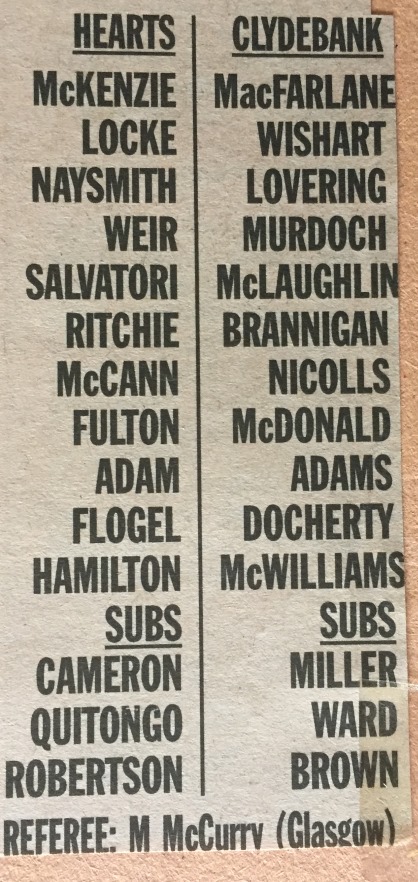 HEARTS CLYDEBANK
McKENZIE MacFARLANE
LOCKE WISHART
NAYSMITH LOVERING
WEIR MURDOCH
SALVATORI McLAUGHLIN
RITCHIE BRANNIGAN
McCANN NICOLLS
FULTON McDONALD
ADAM ADAMS
FLOGEL DOCHERTY
HAMILTON McWILLIAMS
SUBS SUBS
CAMERON MILLER
QUITONGO WARD
ROBERTSON BROWN
REFEREE: M McCurry (Glasgow)